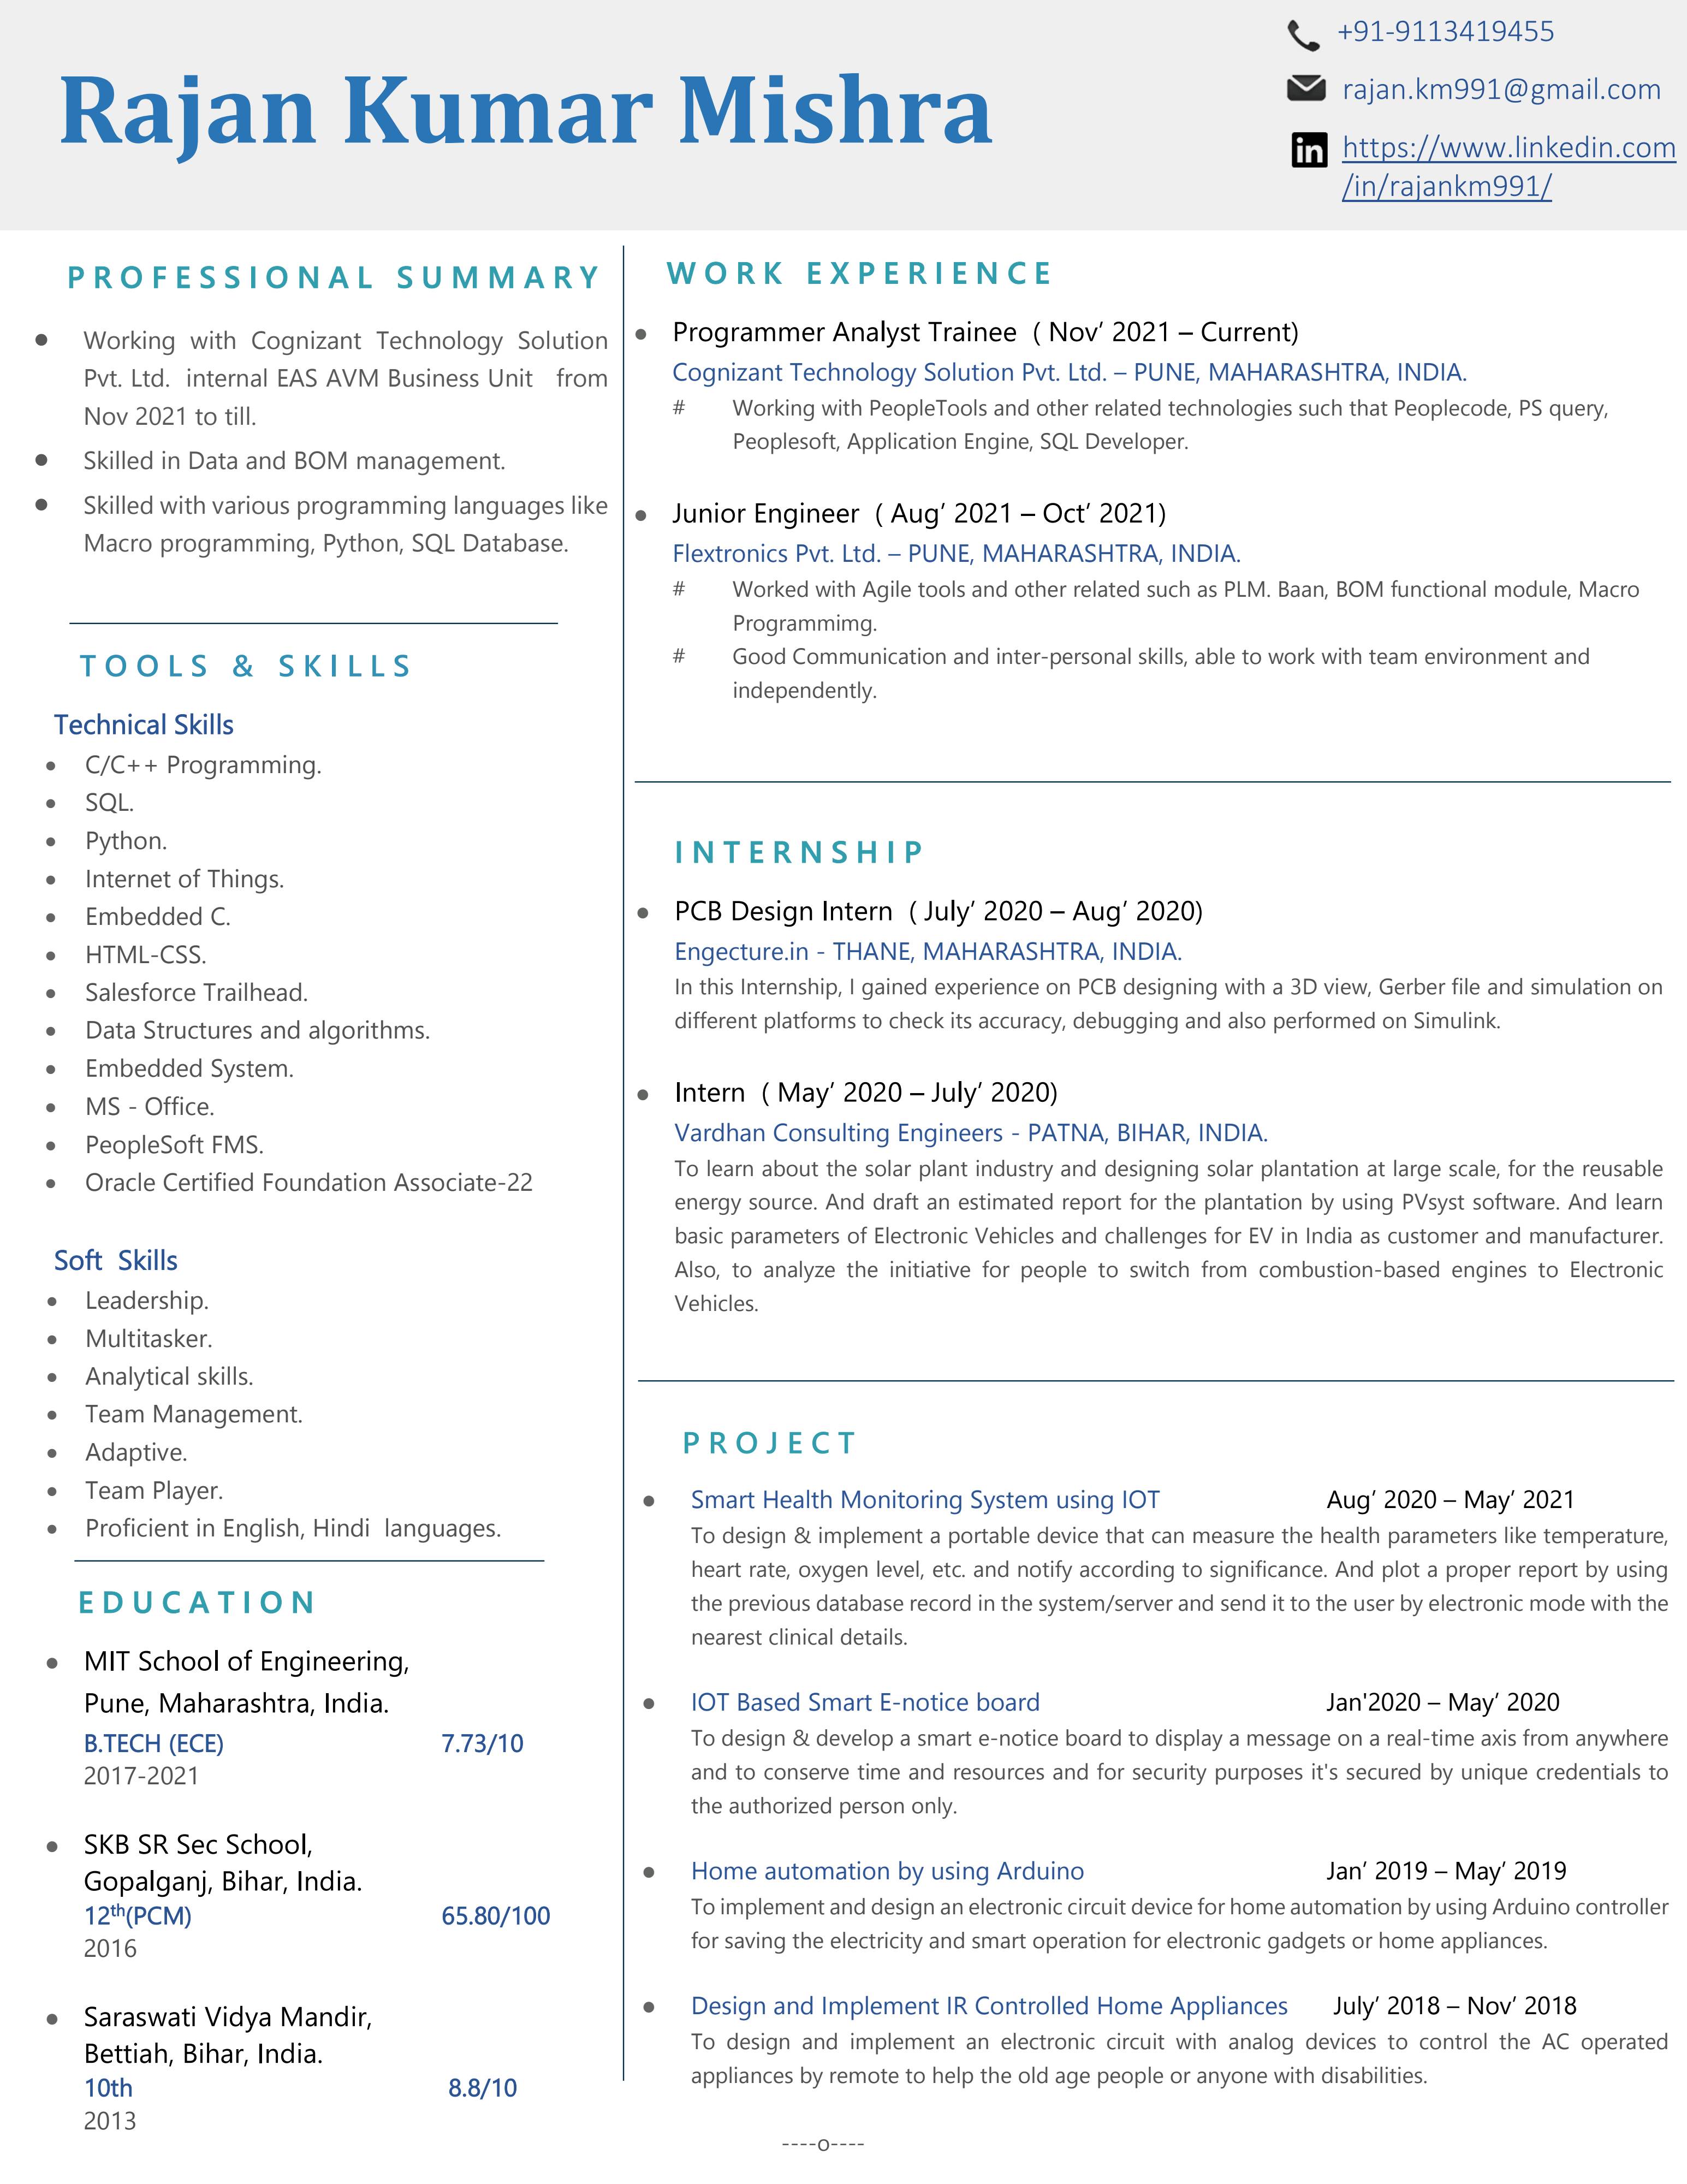 Rajan Kumar Mishra
+91-9113419455
rajan.km991@gmail.com
https://www.linkedin.com
/in/rajankm991/
PROFESSIONAL SUMMARY
● Working with Cognizant Technology Solution
Pvt. Ltd. internal EAS AVM Business Unit from
Nov 2021 to till.
● Skilled in Data and BOM management.
● Skilled with various programming languages like
Macro programming, Python, SQL Database.
TOOLS & SKILLS
Technical Skills
• C/C++ Programming.
• SQL.
• Python.
• Internet of Things.
• Embedded C.
• HTML-CSS.
• Salesforce Trailhead.
• Data Structures and algorithms.
• Embedded System.
• MS - Office.
• PeopleSoft FMS.
• Oracle Certified Foundation Associate-22
Soft Skills
• Leadership.
• Multitasker.
• Analytical skills.
• Team Management.
• Adaptive.
• Team Player.
• Proficient in English, Hindi languages.
EDUCATION
● MIT School of Engineering,
Pune, Maharashtra, India.
B.TECH (ECE) 7.73/10
2017-2021
● SKB SR Sec School,
Gopalganj, Bihar, India.
12th(PCM) 65.80/100
2016
● Saraswati Vidya Mandir,
Bettiah, Bihar, India.
10th 8.8/10
2013
WORK EXPERIENCE
● Programmer Analyst Trainee ( Nov’ 2021 – Current)
Cognizant Technology Solution Pvt. Ltd. – PUNE, MAHARASHTRA, INDIA.
# Working with PeopleTools and other related technologies such that Peoplecode, PS query,
Peoplesoft, Application Engine, SQL Developer.
● Junior Engineer ( Aug’ 2021 – Oct’ 2021)
Flextronics Pvt. Ltd. – PUNE, MAHARASHTRA, INDIA.
# Worked with Agile tools and other related such as PLM. Baan, BOM functional module, Macro
Programmimg.
# Good Communication and inter-personal skills, able to work with team environment and
independently.
INTERNSHIP
● PCB Design Intern ( July’ 2020 – Aug’ 2020)
Engecture.in - THANE, MAHARASHTRA, INDIA.
In this Internship, I gained experience on PCB designing with a 3D view, Gerber file and simulation on
different platforms to check its accuracy, debugging and also performed on Simulink.
● Intern ( May’ 2020 – July’ 2020)
Vardhan Consulting Engineers - PATNA, BIHAR, INDIA.
To learn about the solar plant industry and designing solar plantation at large scale, for the reusable
energy source. And draft an estimated report for the plantation by using PVsyst software. And learn
basic parameters of Electronic Vehicles and challenges for EV in India as customer and manufacturer.
Also, to analyze the initiative for people to switch from combustion-based engines to Electronic
Vehicles.
PROJECT
● Smart Health Monitoring System using IOT Aug’ 2020 – May’ 2021
To design & implement a portable device that can measure the health parameters like temperature,
heart rate, oxygen level, etc. and notify according to significance. And plot a proper report by using
the previous database record in the system/server and send it to the user by electronic mode with the
nearest clinical details.
● IOT Based Smart E-notice board Jan'2020 – May’ 2020
To design & develop a smart e-notice board to display a message on a real-time axis from anywhere
and to conserve time and resources and for security purposes it's secured by unique credentials to
the authorized person only.
● Home automation by using Arduino Jan’ 2019 – May’ 2019
To implement and design an electronic circuit device for home automation by using Arduino controller
for saving the electricity and smart operation for electronic gadgets or home appliances.
● Design and Implement IR Controlled Home Appliances July’ 2018 – Nov’ 2018
To design and implement an electronic circuit with analog devices to control the AC operated
appliances by remote to help the old age people or anyone with disabilities.
----o----